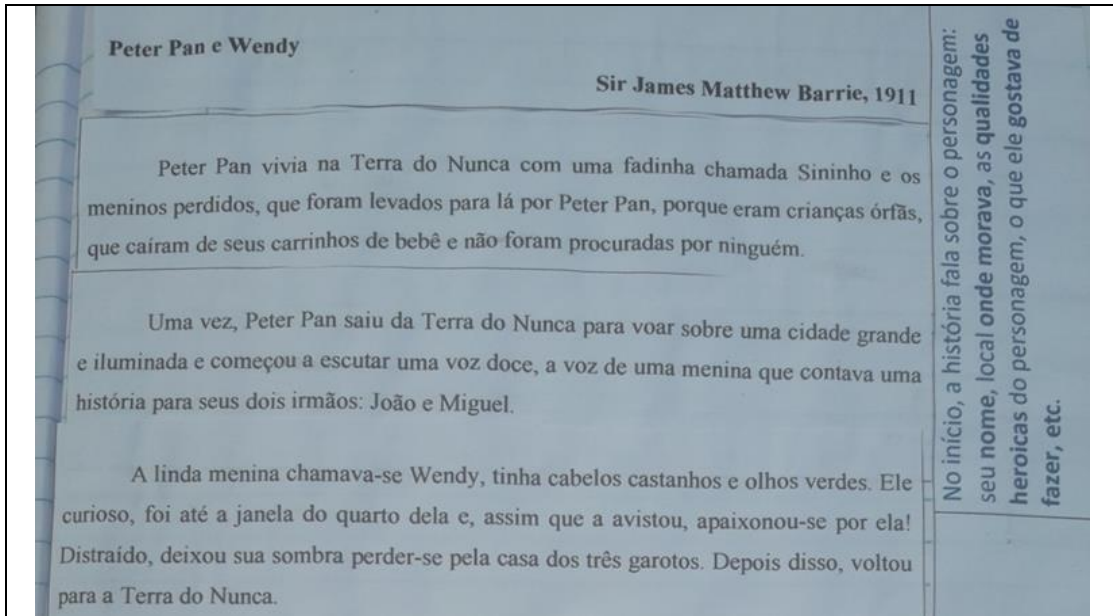 Peter Pan e Wendy
Sir James Matthew Barrie, 1911
Peter Pan vivia na Terra do Nunca com uma fadinha chamada Sininho e os
meninos perdidos, que foram levados para lá por Peter Pan, porque eram crianças órfãs,
que caíram de seus carrinhos de bebê e não foram procuradas por ninguém.
Uma vez, Peter Pan saiu da Terra do Nunca para voar sobre uma cidade grande
e iluminada e começou a escutar uma voz doce, a voz de uma menina que contava uma
história para seus dois irmãos: João e Miguel.
A linda menina chamava-se Wendy, tinha cabelos castanhos e olhos verdes. Ele
curioso, foi até a janela do quarto dela e, assim que a avistou, apaixonou-se por ela!
Distraído, deixou sua sombra perder-se pela casa dos três garotos. Depois disso, voltou
para a Terra do Nunca.
No início, a história fala sobre o personagem:
seu nome, local onde morava, as qualidades
heroicas do personagem, o que ele gostava de
fazer, etc.